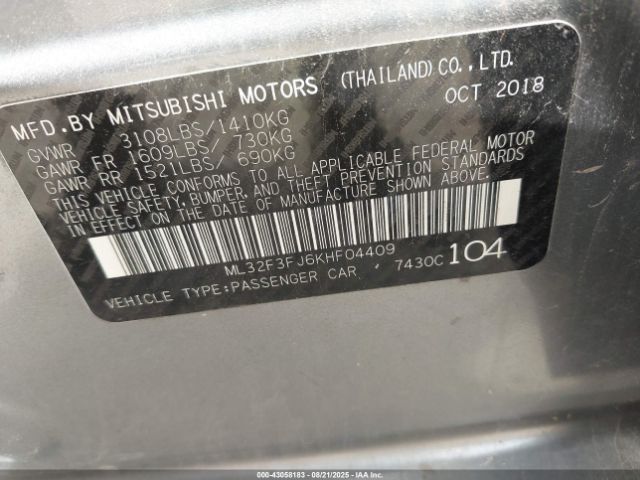 MFD.BY MITSUBISHI MOTORS (THAILAND) CO.,LTD.
OCT 2018
GVWR 3108LBS/1410KG
GAWR FR 1609LBS/ 730KG
GAWR RR 1521LBS/ 690KG
THIS VEHICLE CONFORMS TO ALL APPLICABLE FEDERAL MOTOR
VEHICLE SAFETY, BUMPER, AND THEFT PREVENTION STANDARDS
IN EFFECT ON THE DATE OF MANUFACTURE SHOWN ABOVE.
ML32F3FJ6KHF04409
VEHICLE TYPE:PASSENGER CAR 7430C 104
000-43058183 - 08/21/2025 - IAA Inc.